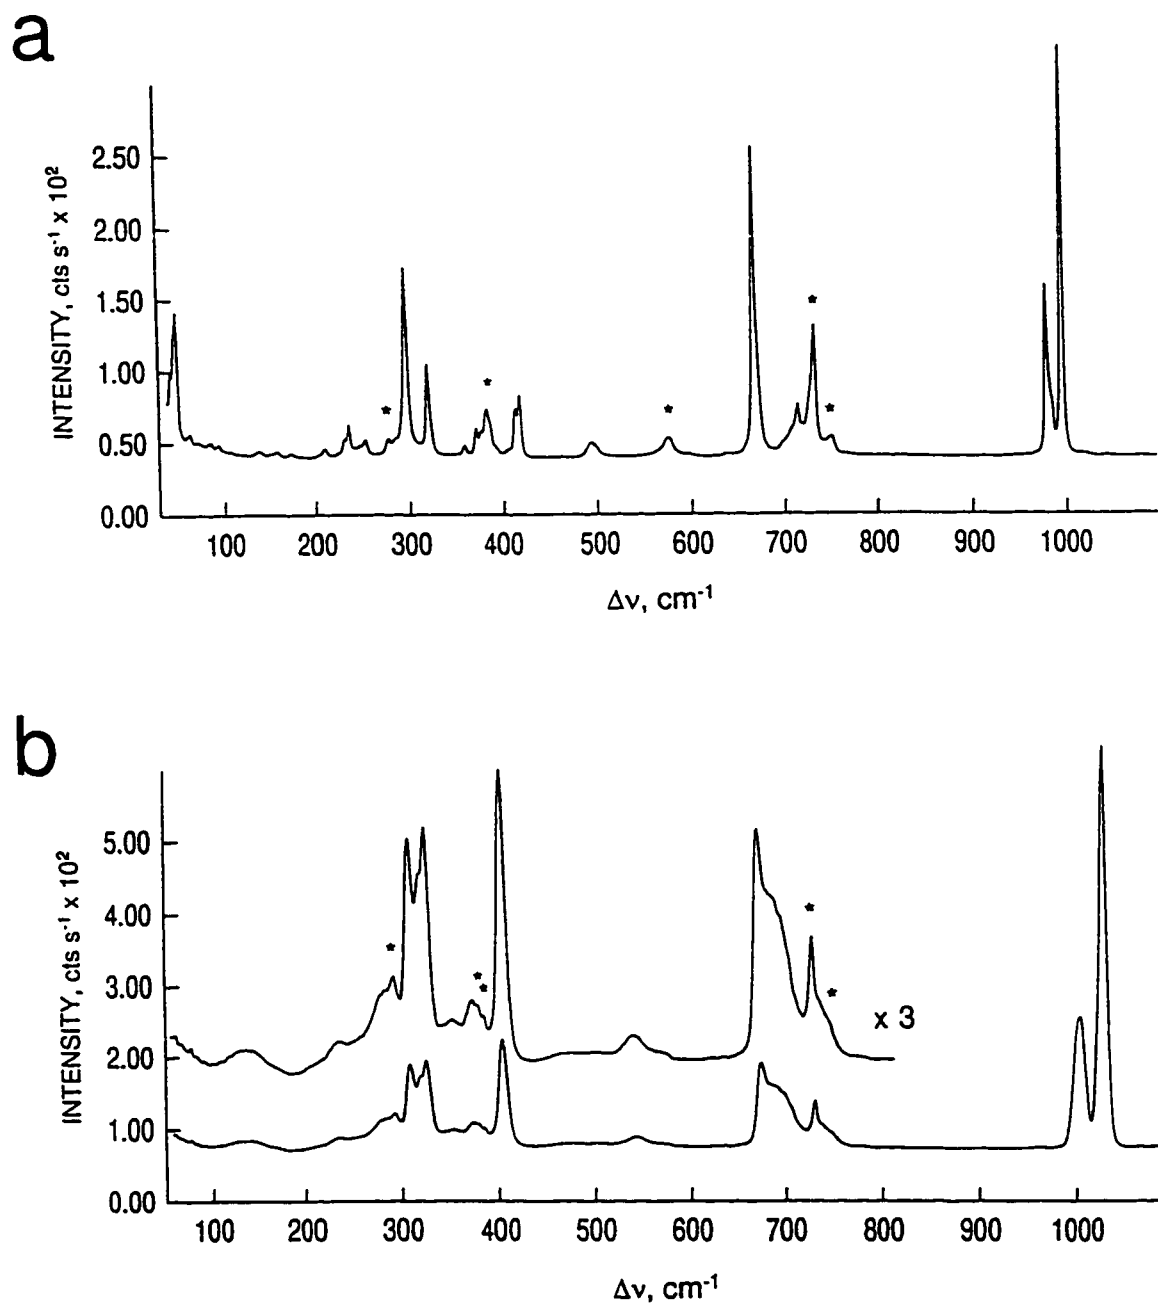 a
INTENSITY, cts s⁻¹ x 10²
2.50
2.00
1.50
1.00
0.50
0.00
* * * * *
100 200 300 400 500 600 700 800 900 1000
Δν, cm⁻¹
b
INTENSITY, cts s⁻¹ x 10²
5.00
4.00
3.00
2.00
1.00
0.00
* * * * *
x 3
100 200 300 400 500 600 700 800 900 1000
Δν, cm⁻¹